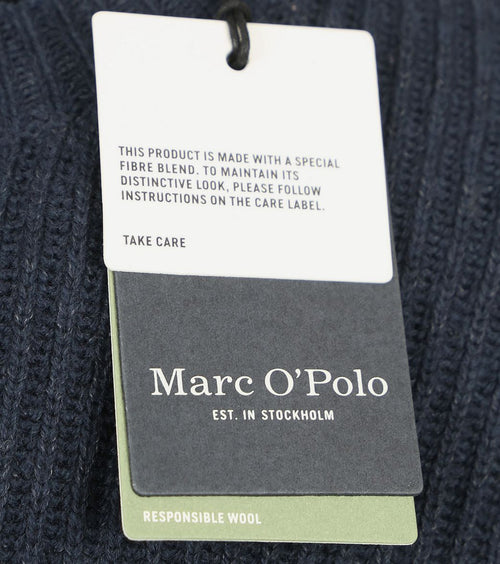 THIS PRODUCT IS MADE WITH A SPECIAL
FIBRE BLEND. TO MAINTAIN ITS
DISTINCTIVE LOOK, PLEASE FOLLOW
INSTRUCTIONS ON THE CARE LABEL.
TAKE CARE
Marc O'Polo
EST. IN STOCKHOLM
RESPONSIBLE WOOL